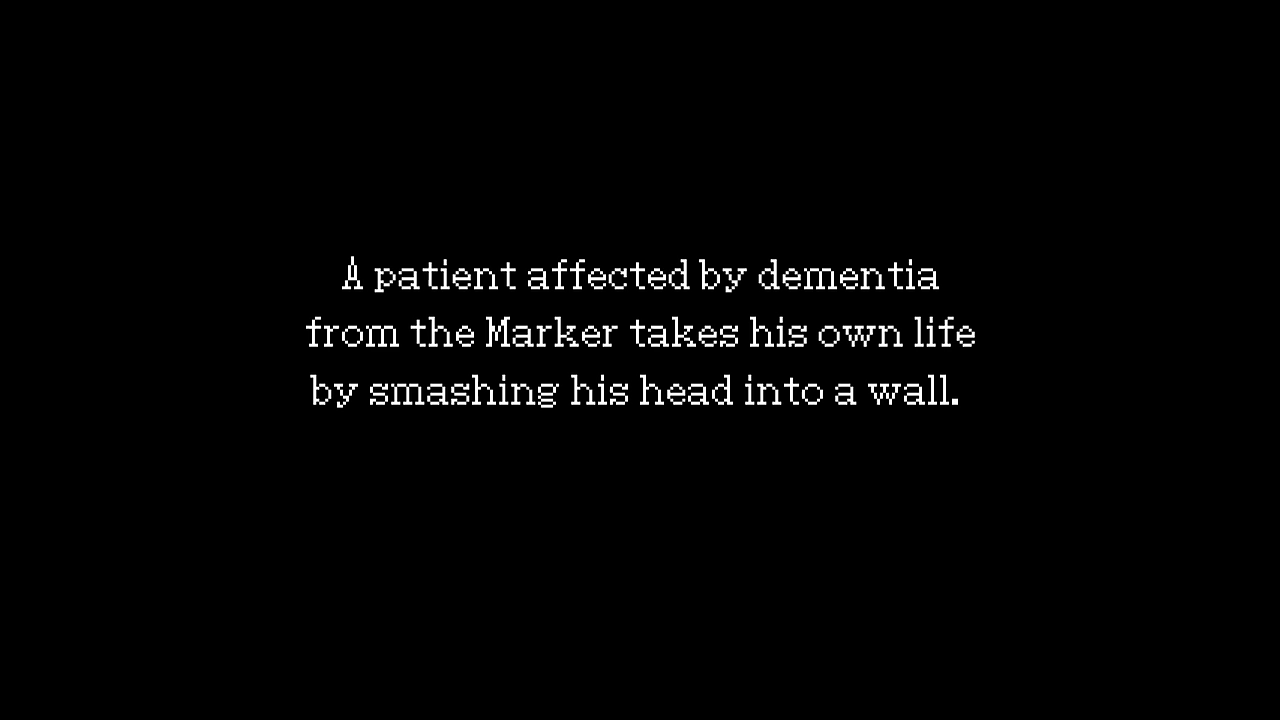 A patient affected by dementia
from the Marker takes his own life
by smashing his head into a wall.